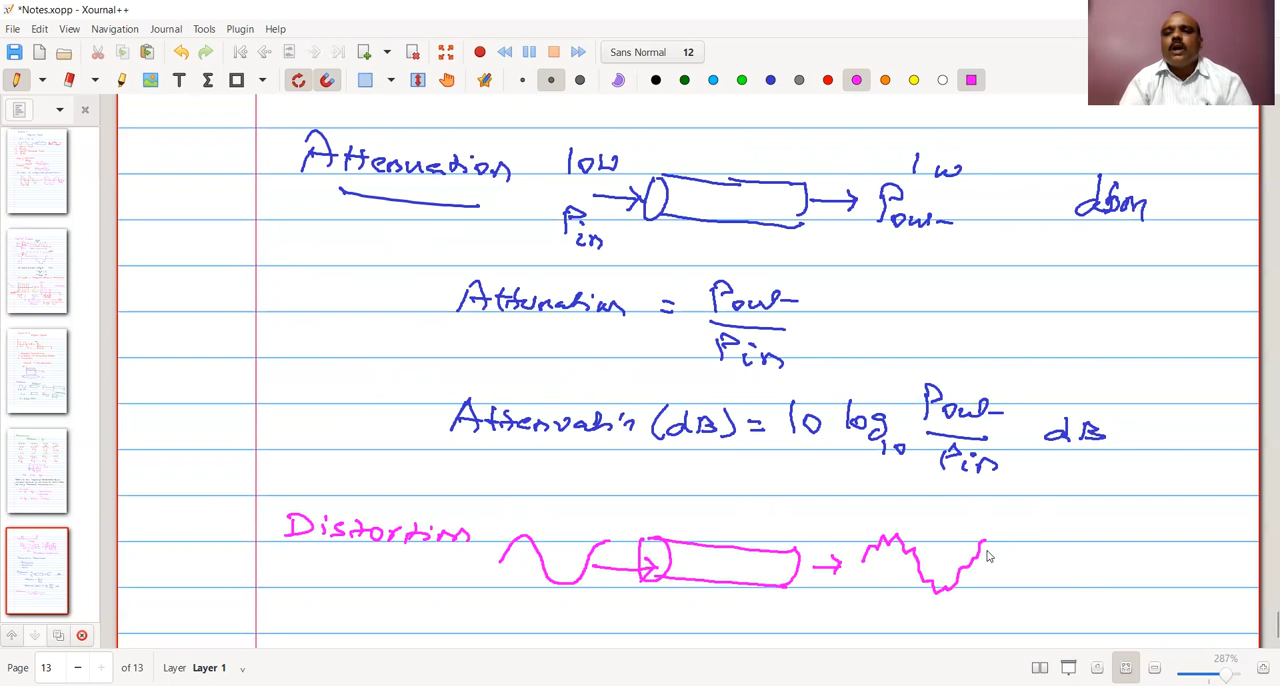 *Notes.xopp - Xournal++
File Edit View Navigation Journal Tools Plugin Help
Sans Normal 12
Attenuation 10W 1 W
Pin Pout dBm
Attenuation = Pout
Pin
Attenuation (dB) = 10 log10 Pout dB
Pin
Distortion
Page 13 of 13 Layer Layer 1 287%